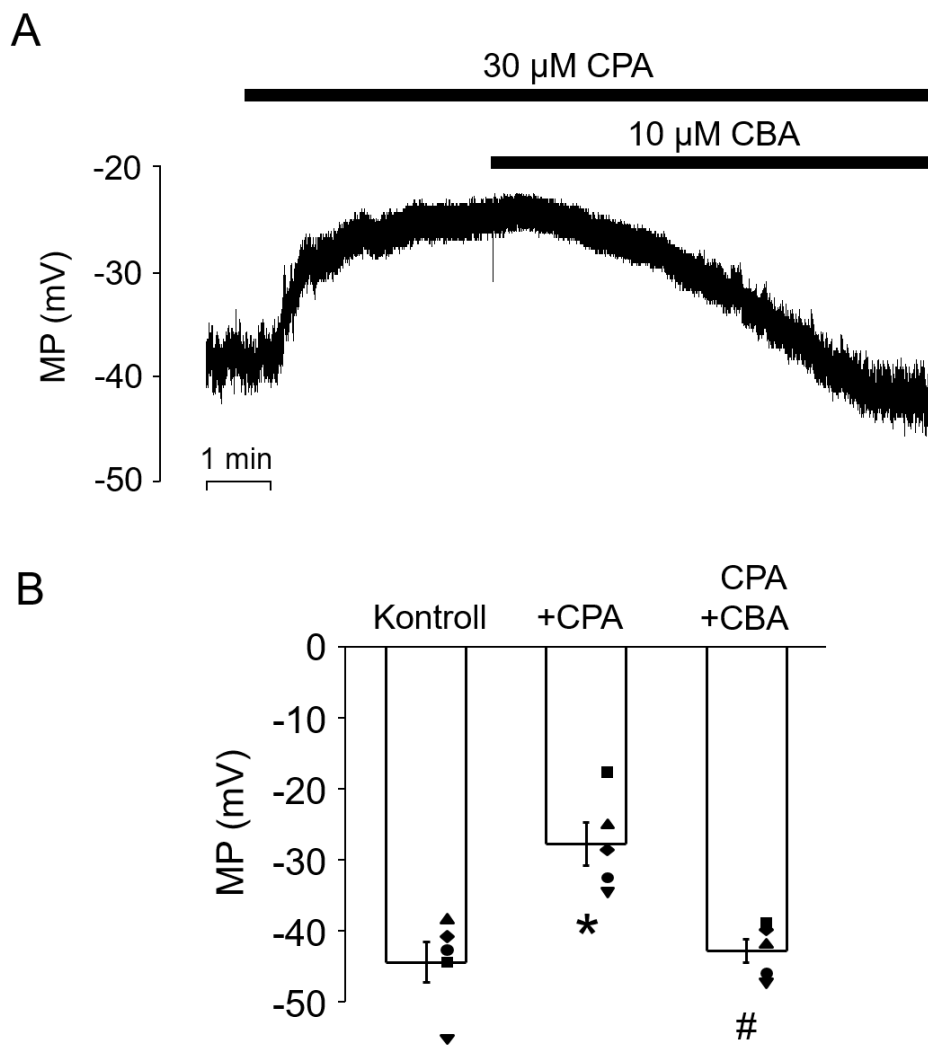 A
30 µM CPA
10 µM CBA
-20
-30
-40
-50
MP (mV)
1 min
B
Kontroll
+CPA
CPA
+CBA
0
-10
-20
-30
-40
-50
MP (mV)
*
#